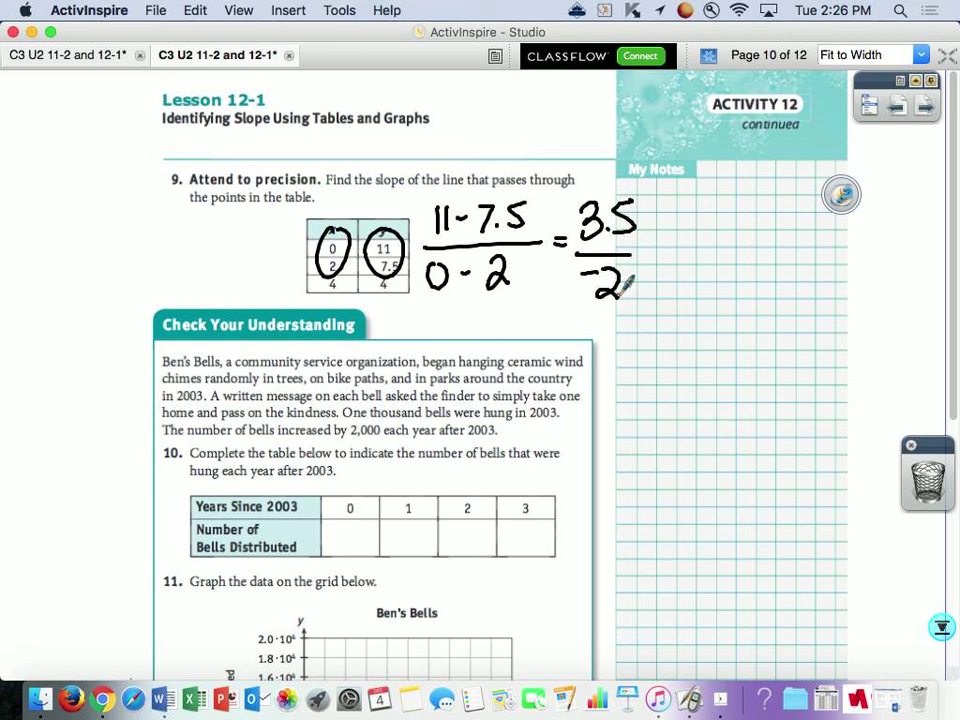 ActivInspire File Edit View Insert Tools Help Tue 2:26 PM
ActivInspire - Studio
C3 U2 11-2 and 12-1* C3 U2 11-2 and 12-1* CLASSFLOW Connect Page 10 of 12 Fit to Width
Lesson 12-1
Identifying Slope Using Tables and Graphs
ACTIVITY 12
continued
My Notes
9. Attend to precision. Find the slope of the line that passes through
the points in the table.
x y
0 11
2 7.5
4 4
11 - 7.5 = 3.5
0 - 2 -2
Check Your Understanding
Ben's Bells, a community service organization, began hanging ceramic wind
chimes randomly in trees, on bike paths, and in parks around the country
in 2003. A written message on each bell asked the finder to simply take one
home and pass on the kindness. One thousand bells were hung in 2003.
The number of bells increased by 2,000 each year after 2003.
10. Complete the table below to indicate the number of bells that were
hung each year after 2003.
Years Since 2003 0 1 2 3
Number of
Bells Distributed
11. Graph the data on the grid below.
Ben's Bells
y
2.0·10⁶
1.8·10⁶
1.6·10⁶